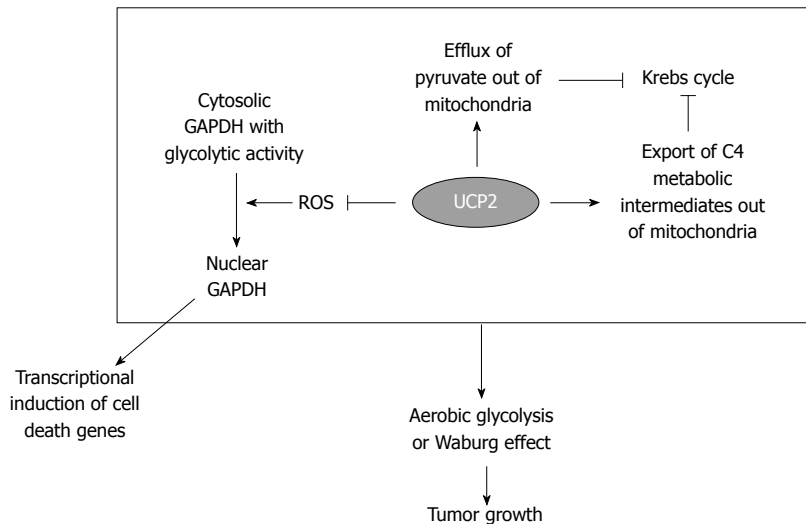 Efflux of
pyruvate out of
mitochondria
Krebs cycle
Cytosolic
GAPDH with
glycolytic activity
Export of C4
metabolic
intermediates out
of mitochondria
ROS
UCP2
Nuclear
GAPDH
Transcriptional
induction of cell
death genes
Aerobic glycolysis
or Waburg effect
Tumor growth